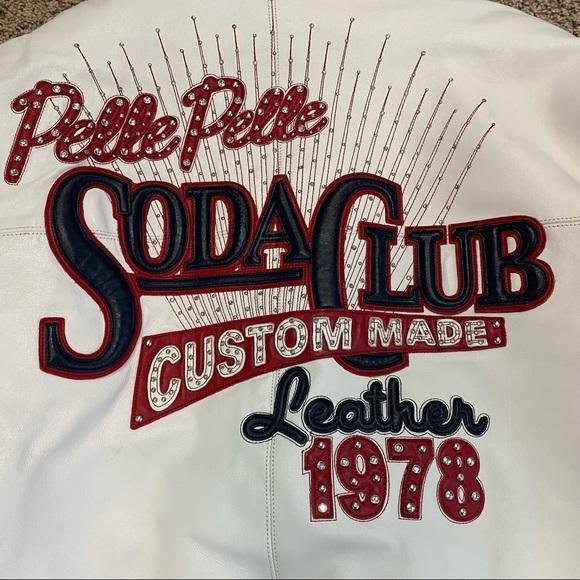 Pelle Pelle
SODA CLUB
CUSTOM MADE
Leather
1978